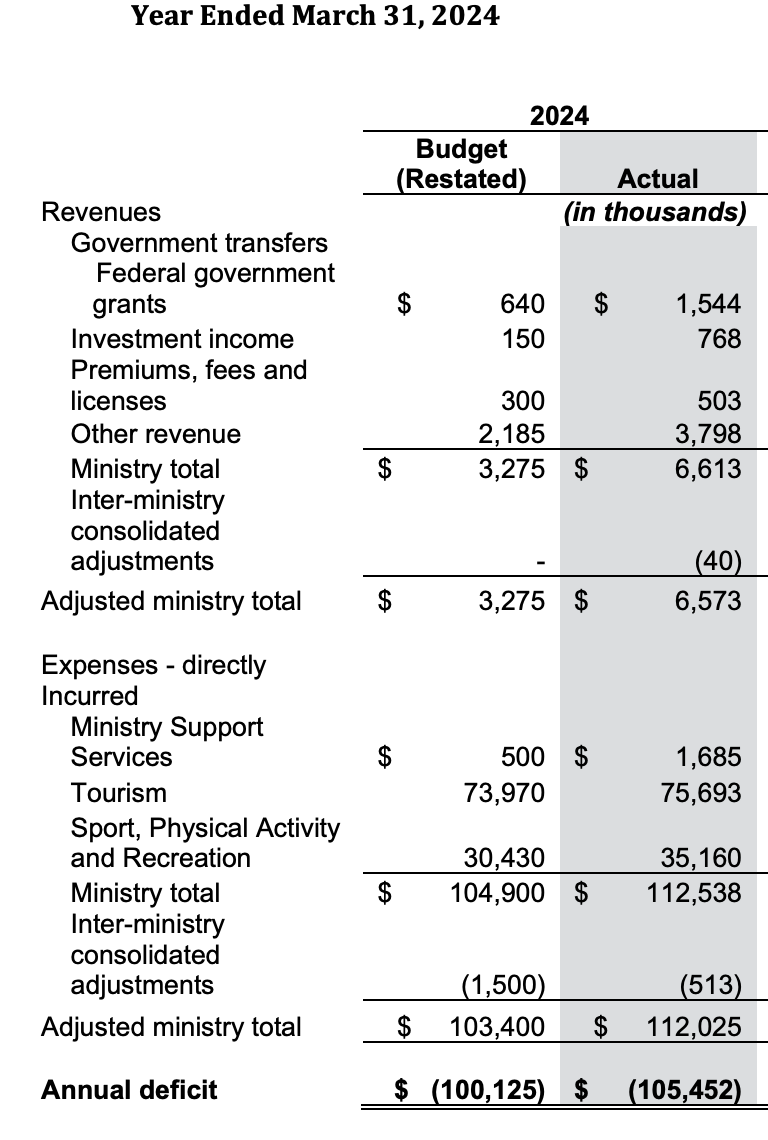 Year Ended March 31, 2024
2024
Budget
(Restated) Actual
Revenues (in thousands)
Government transfers
Federal government
grants $ 640 $ 1,544
Investment income 150 768
Premiums, fees and
licenses 300 503
Other revenue 2,185 3,798
Ministry total $ 3,275 $ 6,613
Inter-ministry
consolidated
adjustments - (40)
Adjusted ministry total $ 3,275 $ 6,573
Expenses - directly
Incurred
Ministry Support
Services $ 500 $ 1,685
Tourism 73,970 75,693
Sport, Physical Activity
and Recreation 30,430 35,160
Ministry total $ 104,900 $ 112,538
Inter-ministry
consolidated
adjustments (1,500) (513)
Adjusted ministry total $ 103,400 $ 112,025
Annual deficit $ (100,125) $ (105,452)